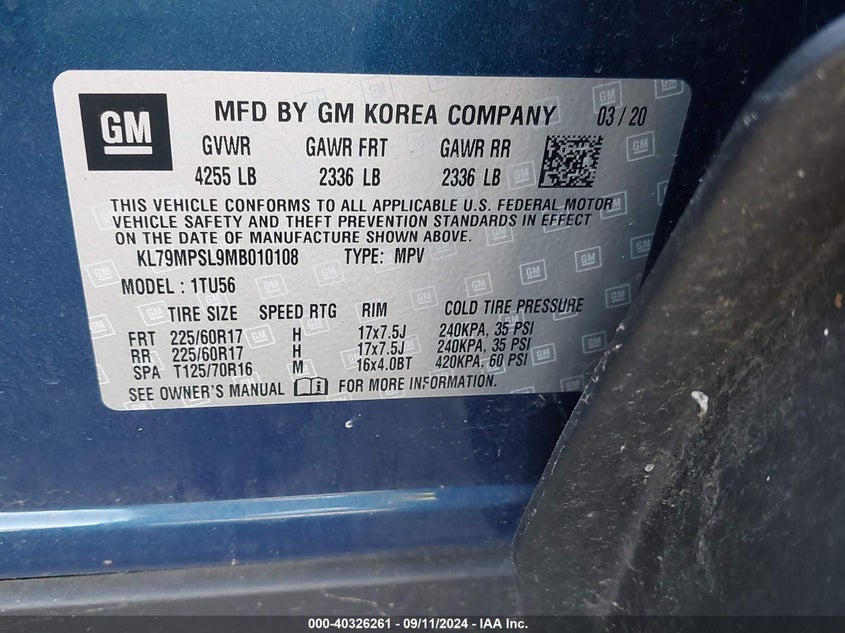 GM
MFD BY GM KOREA COMPANY 03/20
GVWR GAWR FRT GAWR RR
4255 LB 2336 LB 2336 LB
THIS VEHICLE CONFORMS TO ALL APPLICABLE U.S. FEDERAL MOTOR
VEHICLE SAFETY AND THEFT PREVENTION STANDARDS IN EFFECT
ON THE DATE OF MANUFACTURE SHOWN ABOVE.
KL79MPSL9MB010108 TYPE: MPV
MODEL : 1TU56
TIRE SIZE SPEED RTG RIM COLD TIRE PRESSURE
FRT 225/60R17 H 17x7.5J 240KPA, 35 PSI
RR 225/60R17 H 17x7.5J 240KPA, 35 PSI
SPA T125/70R16 M 16x4.0BT 420KPA, 60 PSI
SEE OWNER'S MANUAL FOR MORE INFORMATION.
000-40326261 - 09/11/2024 - IAA Inc.